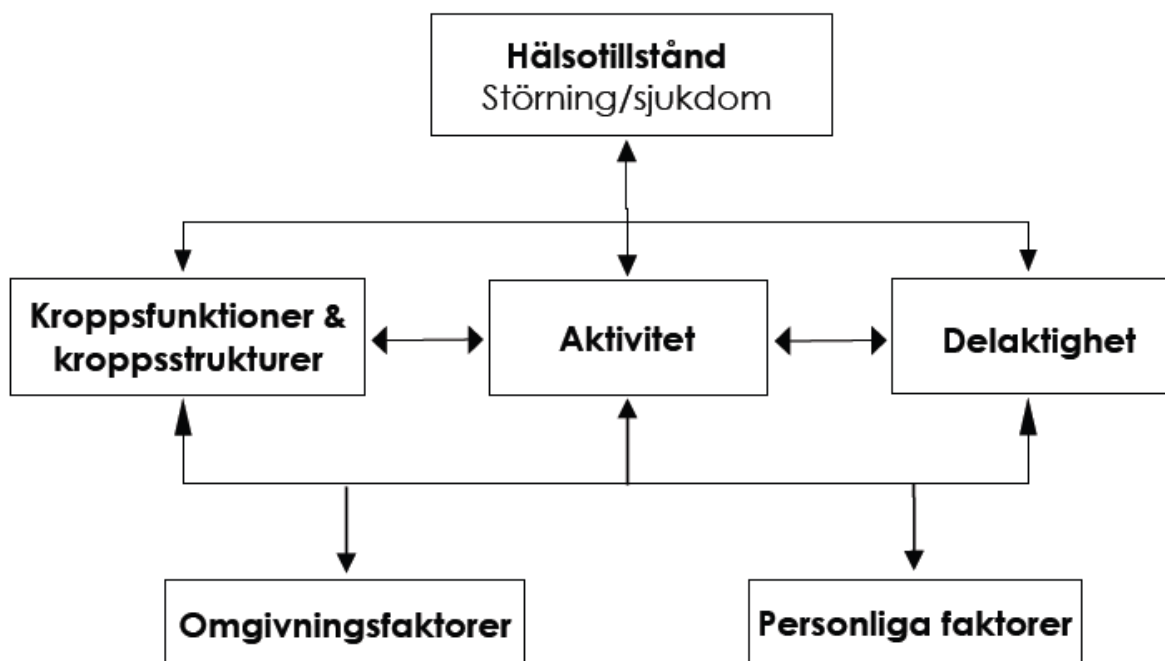 Hälsotillstånd
Störning/sjukdom
Kroppsfunktioner &
kroppsstrukturer
Aktivitet
Delaktighet
Omgivningsfaktorer
Personliga faktorer